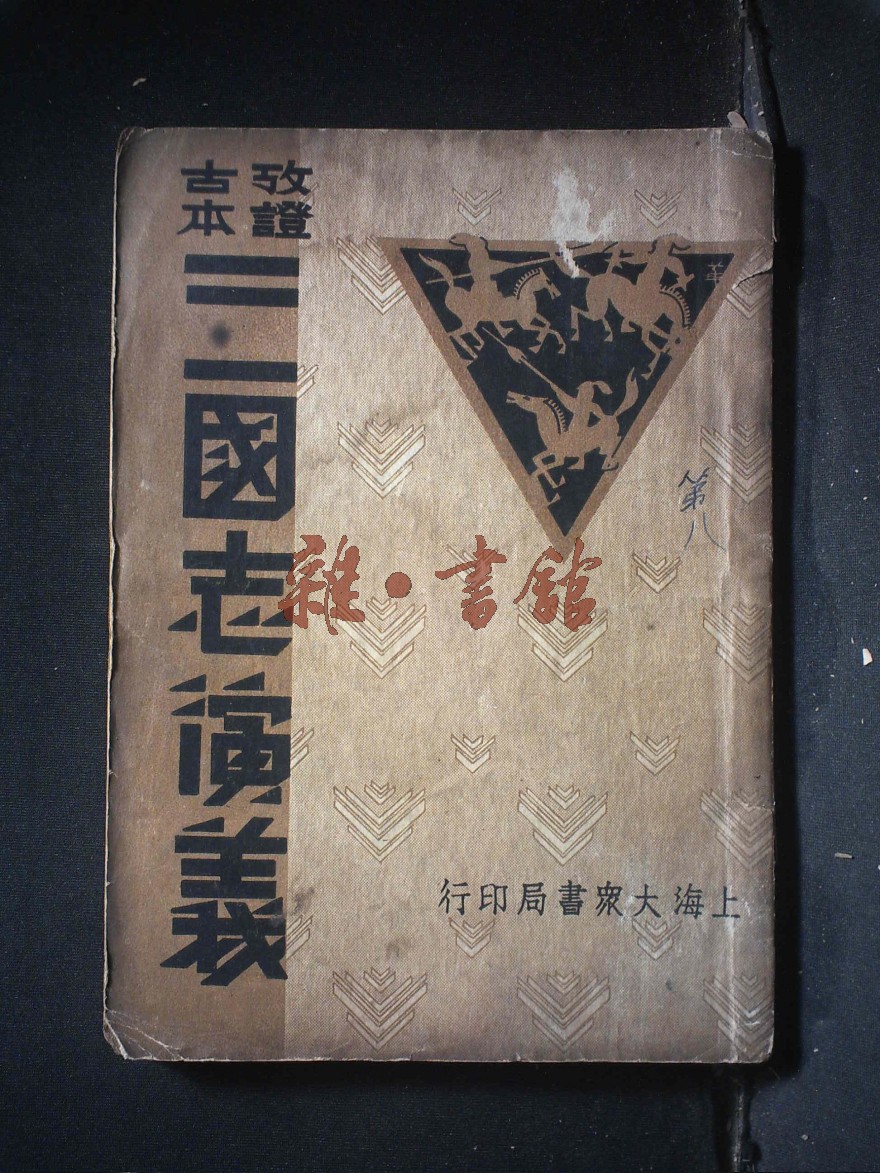 攷證
古本
三國志演義
第八
上海大衆書局印行
雜·書館